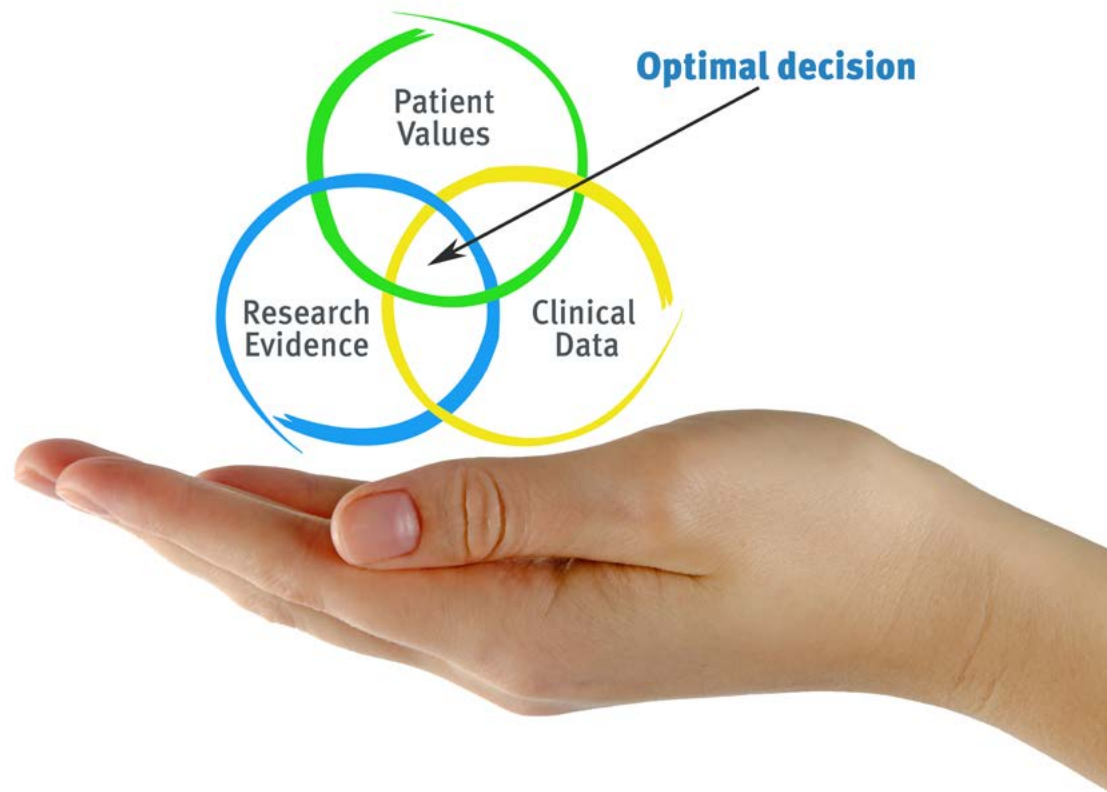 Optimal decision
Patient
Values
Research
Evidence
Clinical
Data